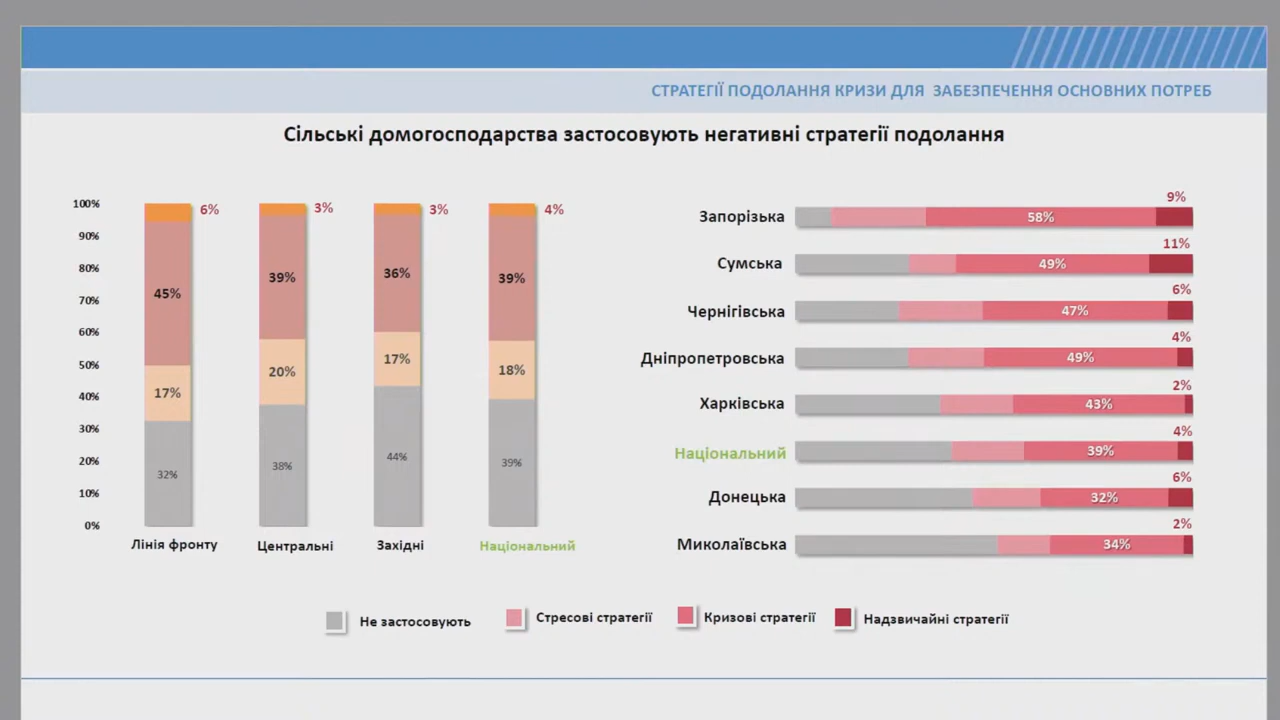 СТРАТЕГІЇ ПОДОЛАННЯ КРИЗИ ДЛЯ ЗАБЕЗПЕЧЕННЯ ОСНОВНИХ ПОТРЕБ
Сільські домогосподарства застосовують негативні стратегії подолання
100%
90%
80%
70%
60%
50%
40%
30%
20%
10%
0%
6%
45%
17%
32%
Лінія фронту
3%
39%
20%
38%
Центральні
3%
36%
17%
44%
Західні
4%
39%
18%
39%
Національний
9%
Запорізька 58%
11%
Сумська 49%
6%
Чернігівська 47%
4%
Дніпропетровська 49%
2%
Харківська 43%
4%
Національний 39%
6%
Донецька 32%
2%
Миколаївська 34%
Не застосовують
Стресові стратегії
Кризові стратегії
Надзвичайні стратегії